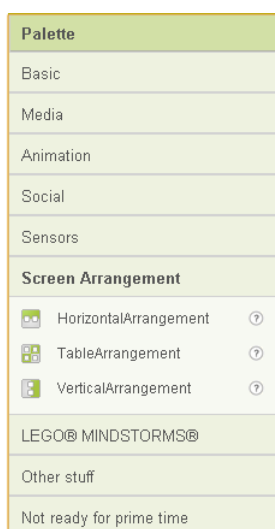 Palette
Basic
Media
Animation
Social
Sensors
Screen Arrangement
HorizontalArrangement ?
TableArrangement ?
VerticalArrangement ?
LEGO® MINDSTORMS®
Other stuff
Not ready for prime time